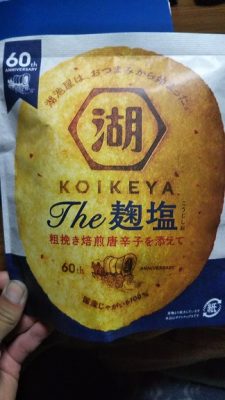 60th
ANNIVERSARY
湖池屋は、おつまみから始まった。
湖
KOIKEYA
The 麹塩
こうじしお
粗挽き焙煎唐辛子を添えて
60th
ANNIVERSARY
国産じゃがいも100%
紙